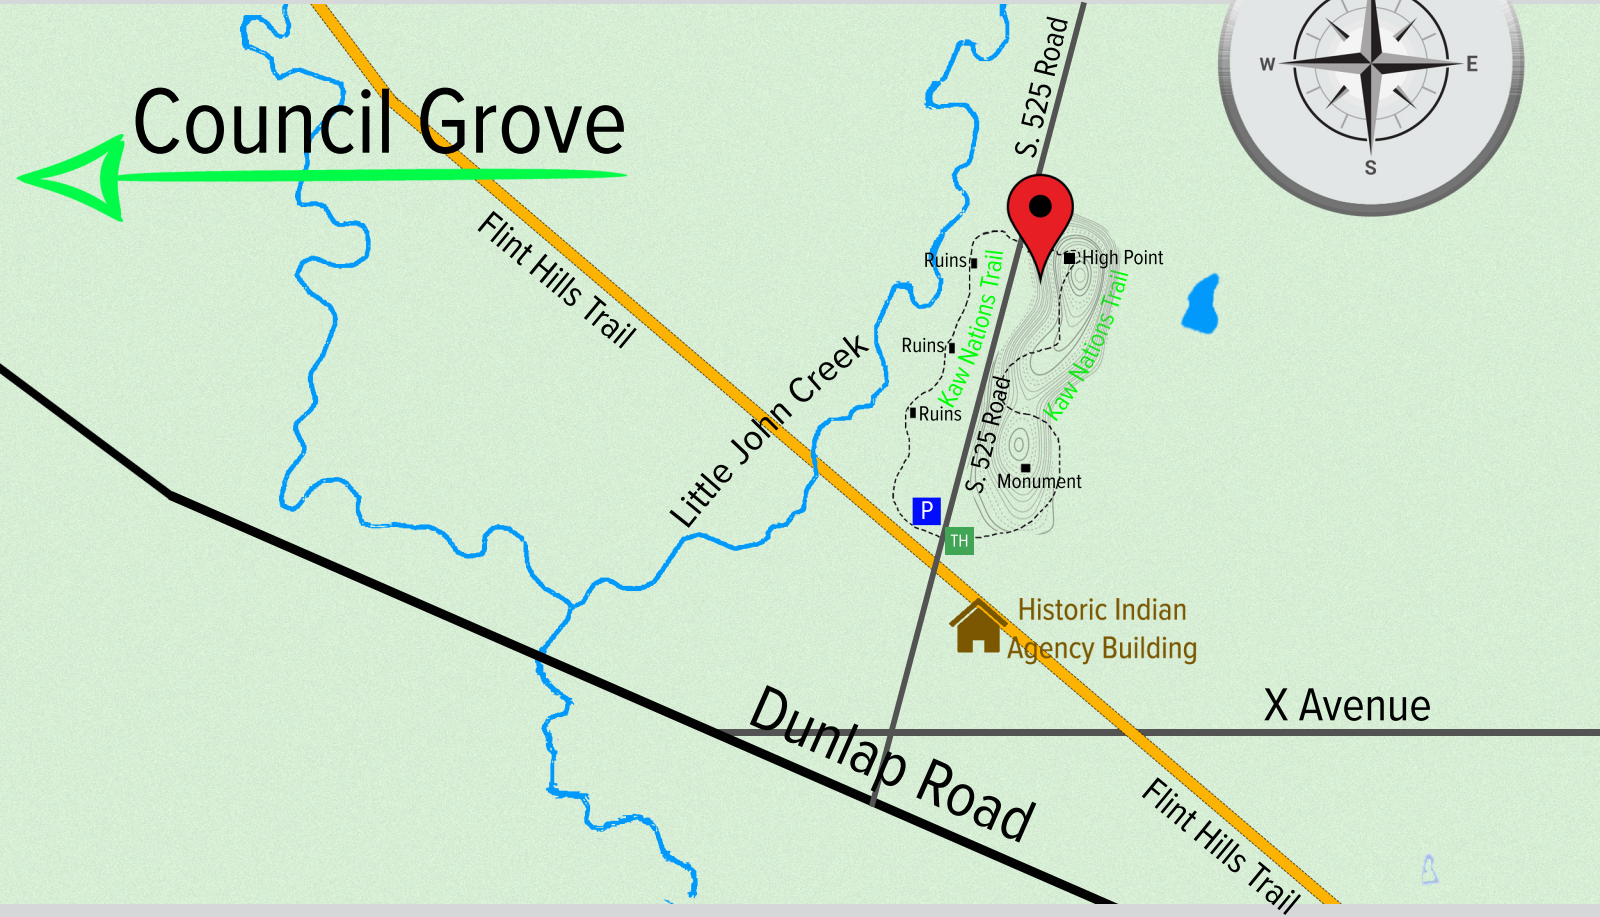 S. 525 Road
W
E
S
Council Grove
Flint Hills Trail
Ruins
High Point
Kaw Nations Trail
Kaw Nations Trail
Ruins
Little John Creek
Ruins
S. 525 Road
Monument
P
TH
Historic Indian
Agency Building
X Avenue
Dunlap Road
Flint Hills Trail